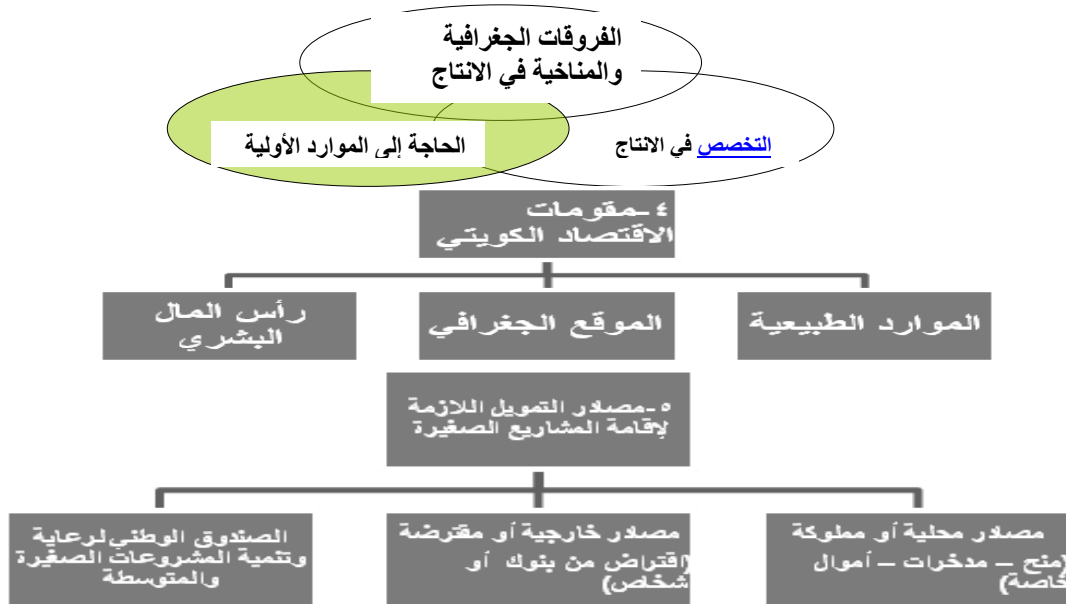 الفروقات الجغرافية
والمناخية في الانتاج
التخصص في الانتاج
الحاجة إلى الموارد الأولية
٤-مقومات
الاقتصاد الكويتي
الموارد الطبيعية
الموقع الجغرافي
رأس المال
البشري
٥-مصادر التمويل اللازمة
لإقامة المشاريع الصغيرة
مصادر محلية أو مملوكة
(منح – مدخرات – أموال
خاصة)
مصادر خارجية أو مقترضة
(اقتراض من بنوك أو
شخاص)
الصندوق الوطني لرعاية
وتنمية المشروعات الصغيرة
والمتوسطة